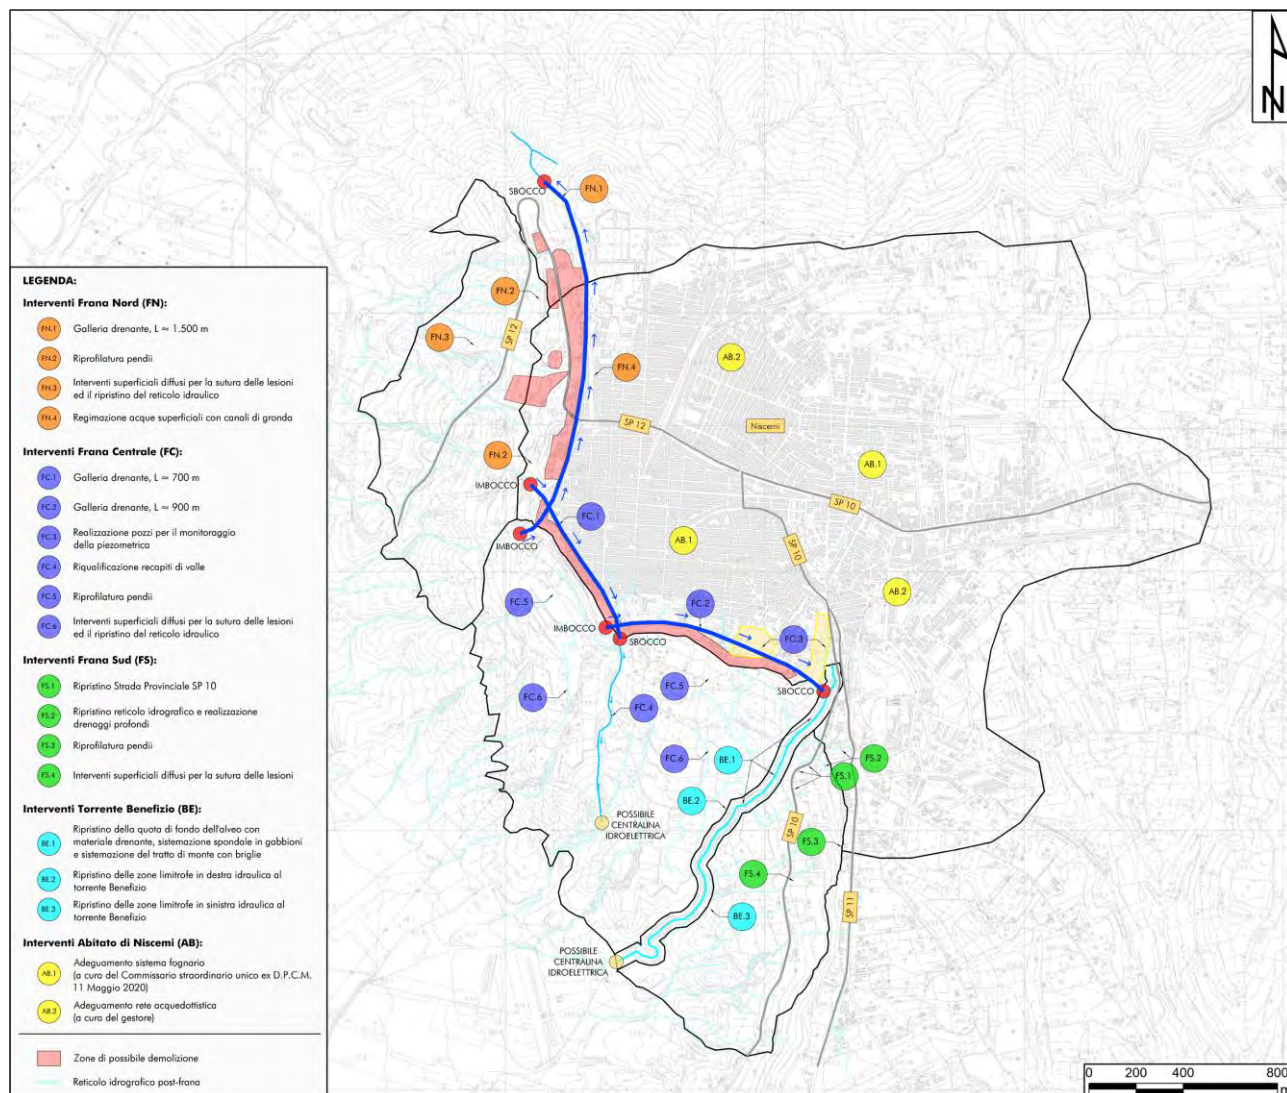 N
SBOCCO
FN.1
FN.2
FN.3
SP 12
FN.4
AB.2
SP 12
Niscemi
FN.2
AB.1
IMBOCCO
SP 10
FC.1
IMBOCCO
AB.1
SP 10
FC.5
FC.2
AB.2
IMBOCCO
SBOCCO
FC.3
FC.5
SBOCCO
FC.6
FC.4
FC.6
BE.1
FS.2
FS.1
BE.2
POSSIBILE
CENTRALINA
IDROELETTRICA
SP 10
FS.3
FS.4
BE.3
SP 11
POSSIBILE
CENTRALINA
IDROELETTRICA
LEGENDA:
Interventi Frana Nord (FN):
FN.1 Galleria drenante, L ≃ 1.500 m
FN.2 Riprofilatura pendii
FN.3 Interventi superficiali diffusi per la sutura delle lesioni
ed il ripristino del reticolo idraulico
FN.4 Regimazione acque superficiali con canali di gronda
Interventi Frana Centrale (FC):
FC.1 Galleria drenante, L ≃ 700 m
FC.2 Galleria drenante, L ≃ 900 m
FC.3 Realizzazione pozzi per il monitoraggio
della piezometrica
FC.4 Riqualificazione recapiti di valle
FC.5 Riprofilatura pendii
FC.6 Interventi superficiali diffusi per la sutura delle lesioni
ed il ripristino del reticolo idraulico
Interventi Frana Sud (FS):
FS.1 Ripristino Strada Provinciale SP 10
FS.2 Ripristino reticolo idrografico e realizzazione
drenaggi profondi
FS.3 Riprofilatura pendii
FS.4 Interventi superficiali diffusi per la sutura delle lesioni
Interventi Torrente Benefizio (BE):
BE.1 Ripristino della quota di fondo dell'alveo con
materiale drenante, sistemazione spondale in gabbioni
e sistemazione del tratto di monte con briglie
BE.2 Ripristino delle zone limitrofe in destra idraulica al
torrente Benefizio
BE.3 Ripristino delle zone limitrofe in sinistra idraulica al
torrente Benefizio
Interventi Abitato di Niscemi (AB):
AB.1 Adeguamento sistema fognario
(a cura del Commissario straordinario unico ex D.P.C.M.
11 Maggio 2020)
AB.2 Adeguamento rete acquedottistica
(a cura del gestore)
Zone di possibile demolizione
Reticolo idrografico post-frana
0 200 400 800
m